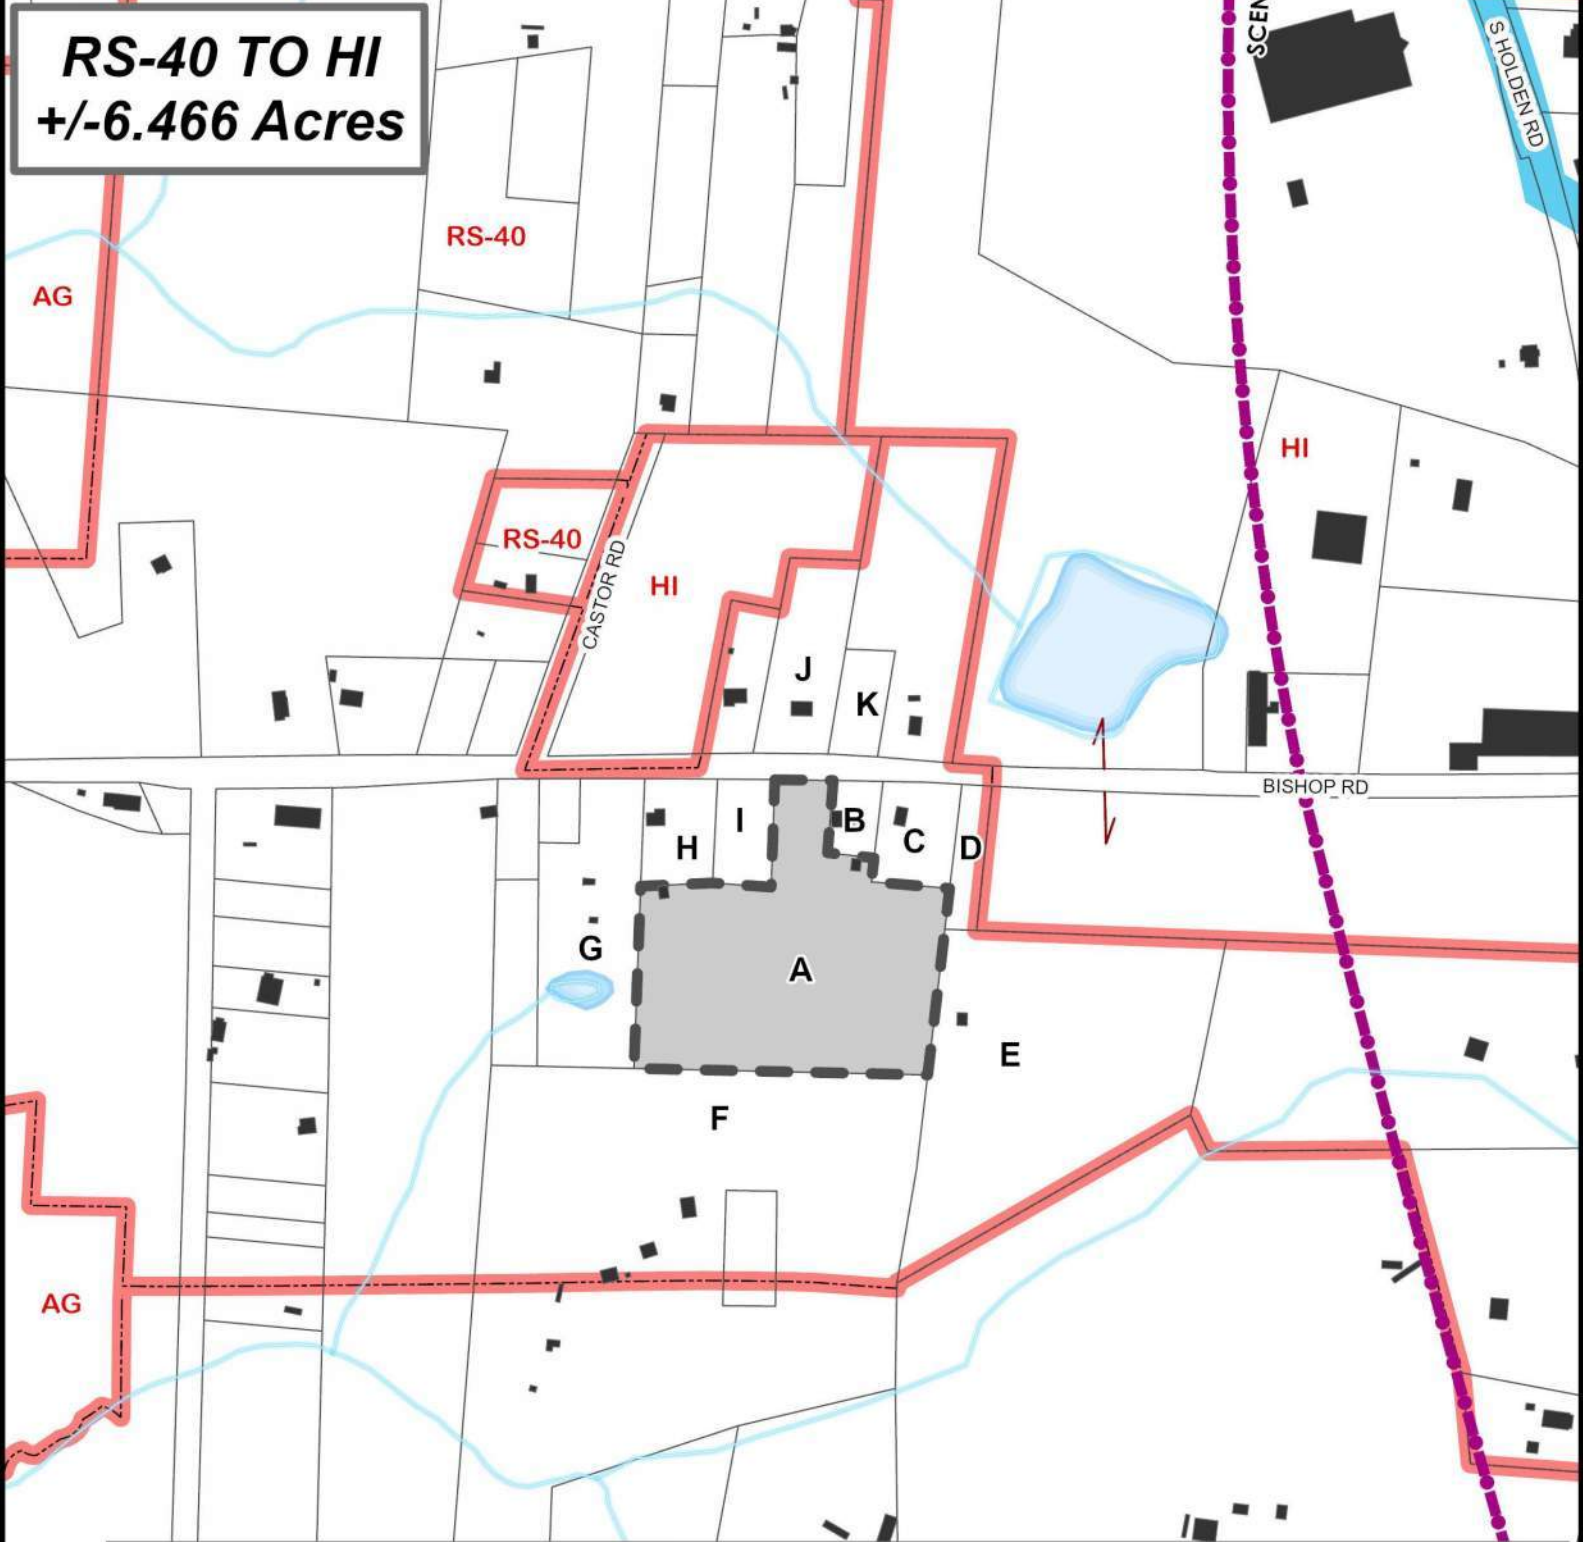 RS-40 TO HI
+/-6.466 Acres
SCEN
S HOLDEN RD
RS-40
AG
HI
RS-40
CASTOR RD
HI
J
K
BISHOP RD
H
I
B
C
D
G
A
E
F
AG